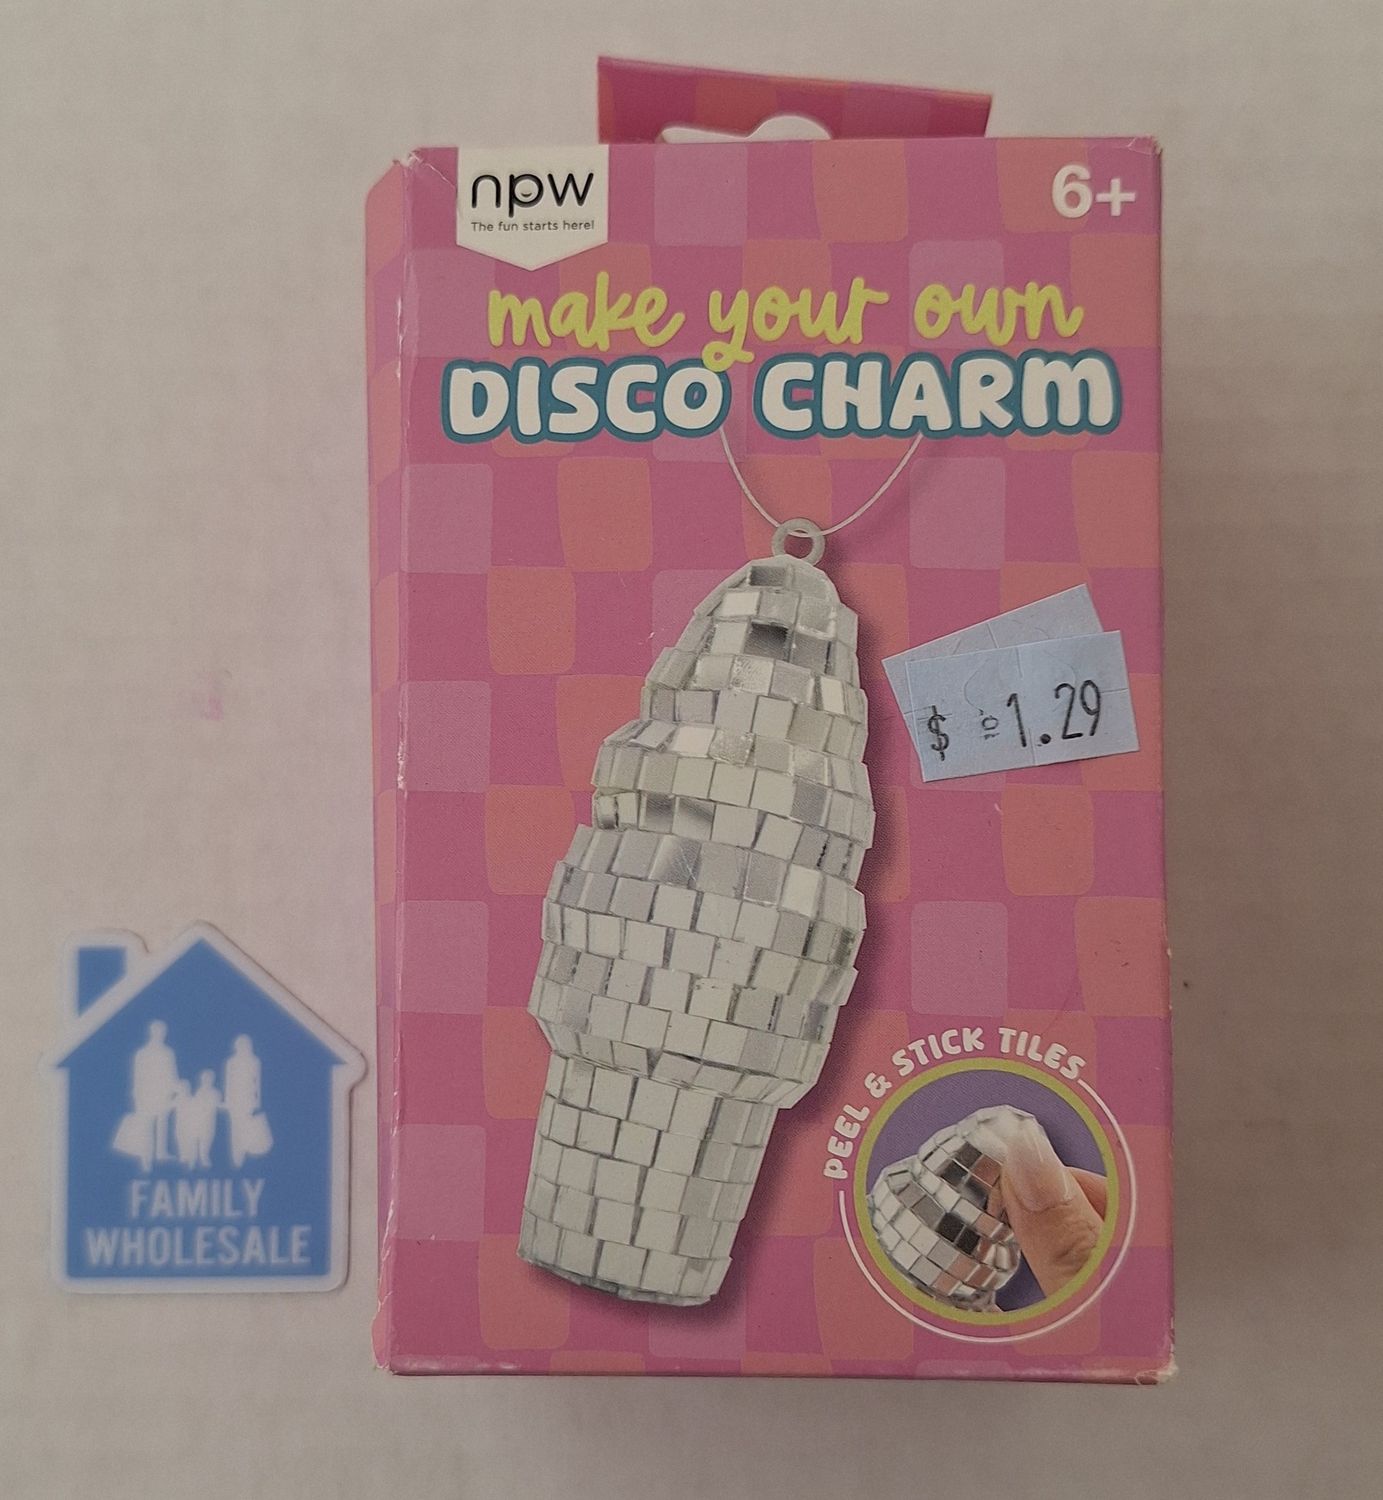 npw
The fun starts here!
6+
make your own
DISCO CHARM
$ 1.29
PEEL & STICK TILES
FAMILY
WHOLESALE